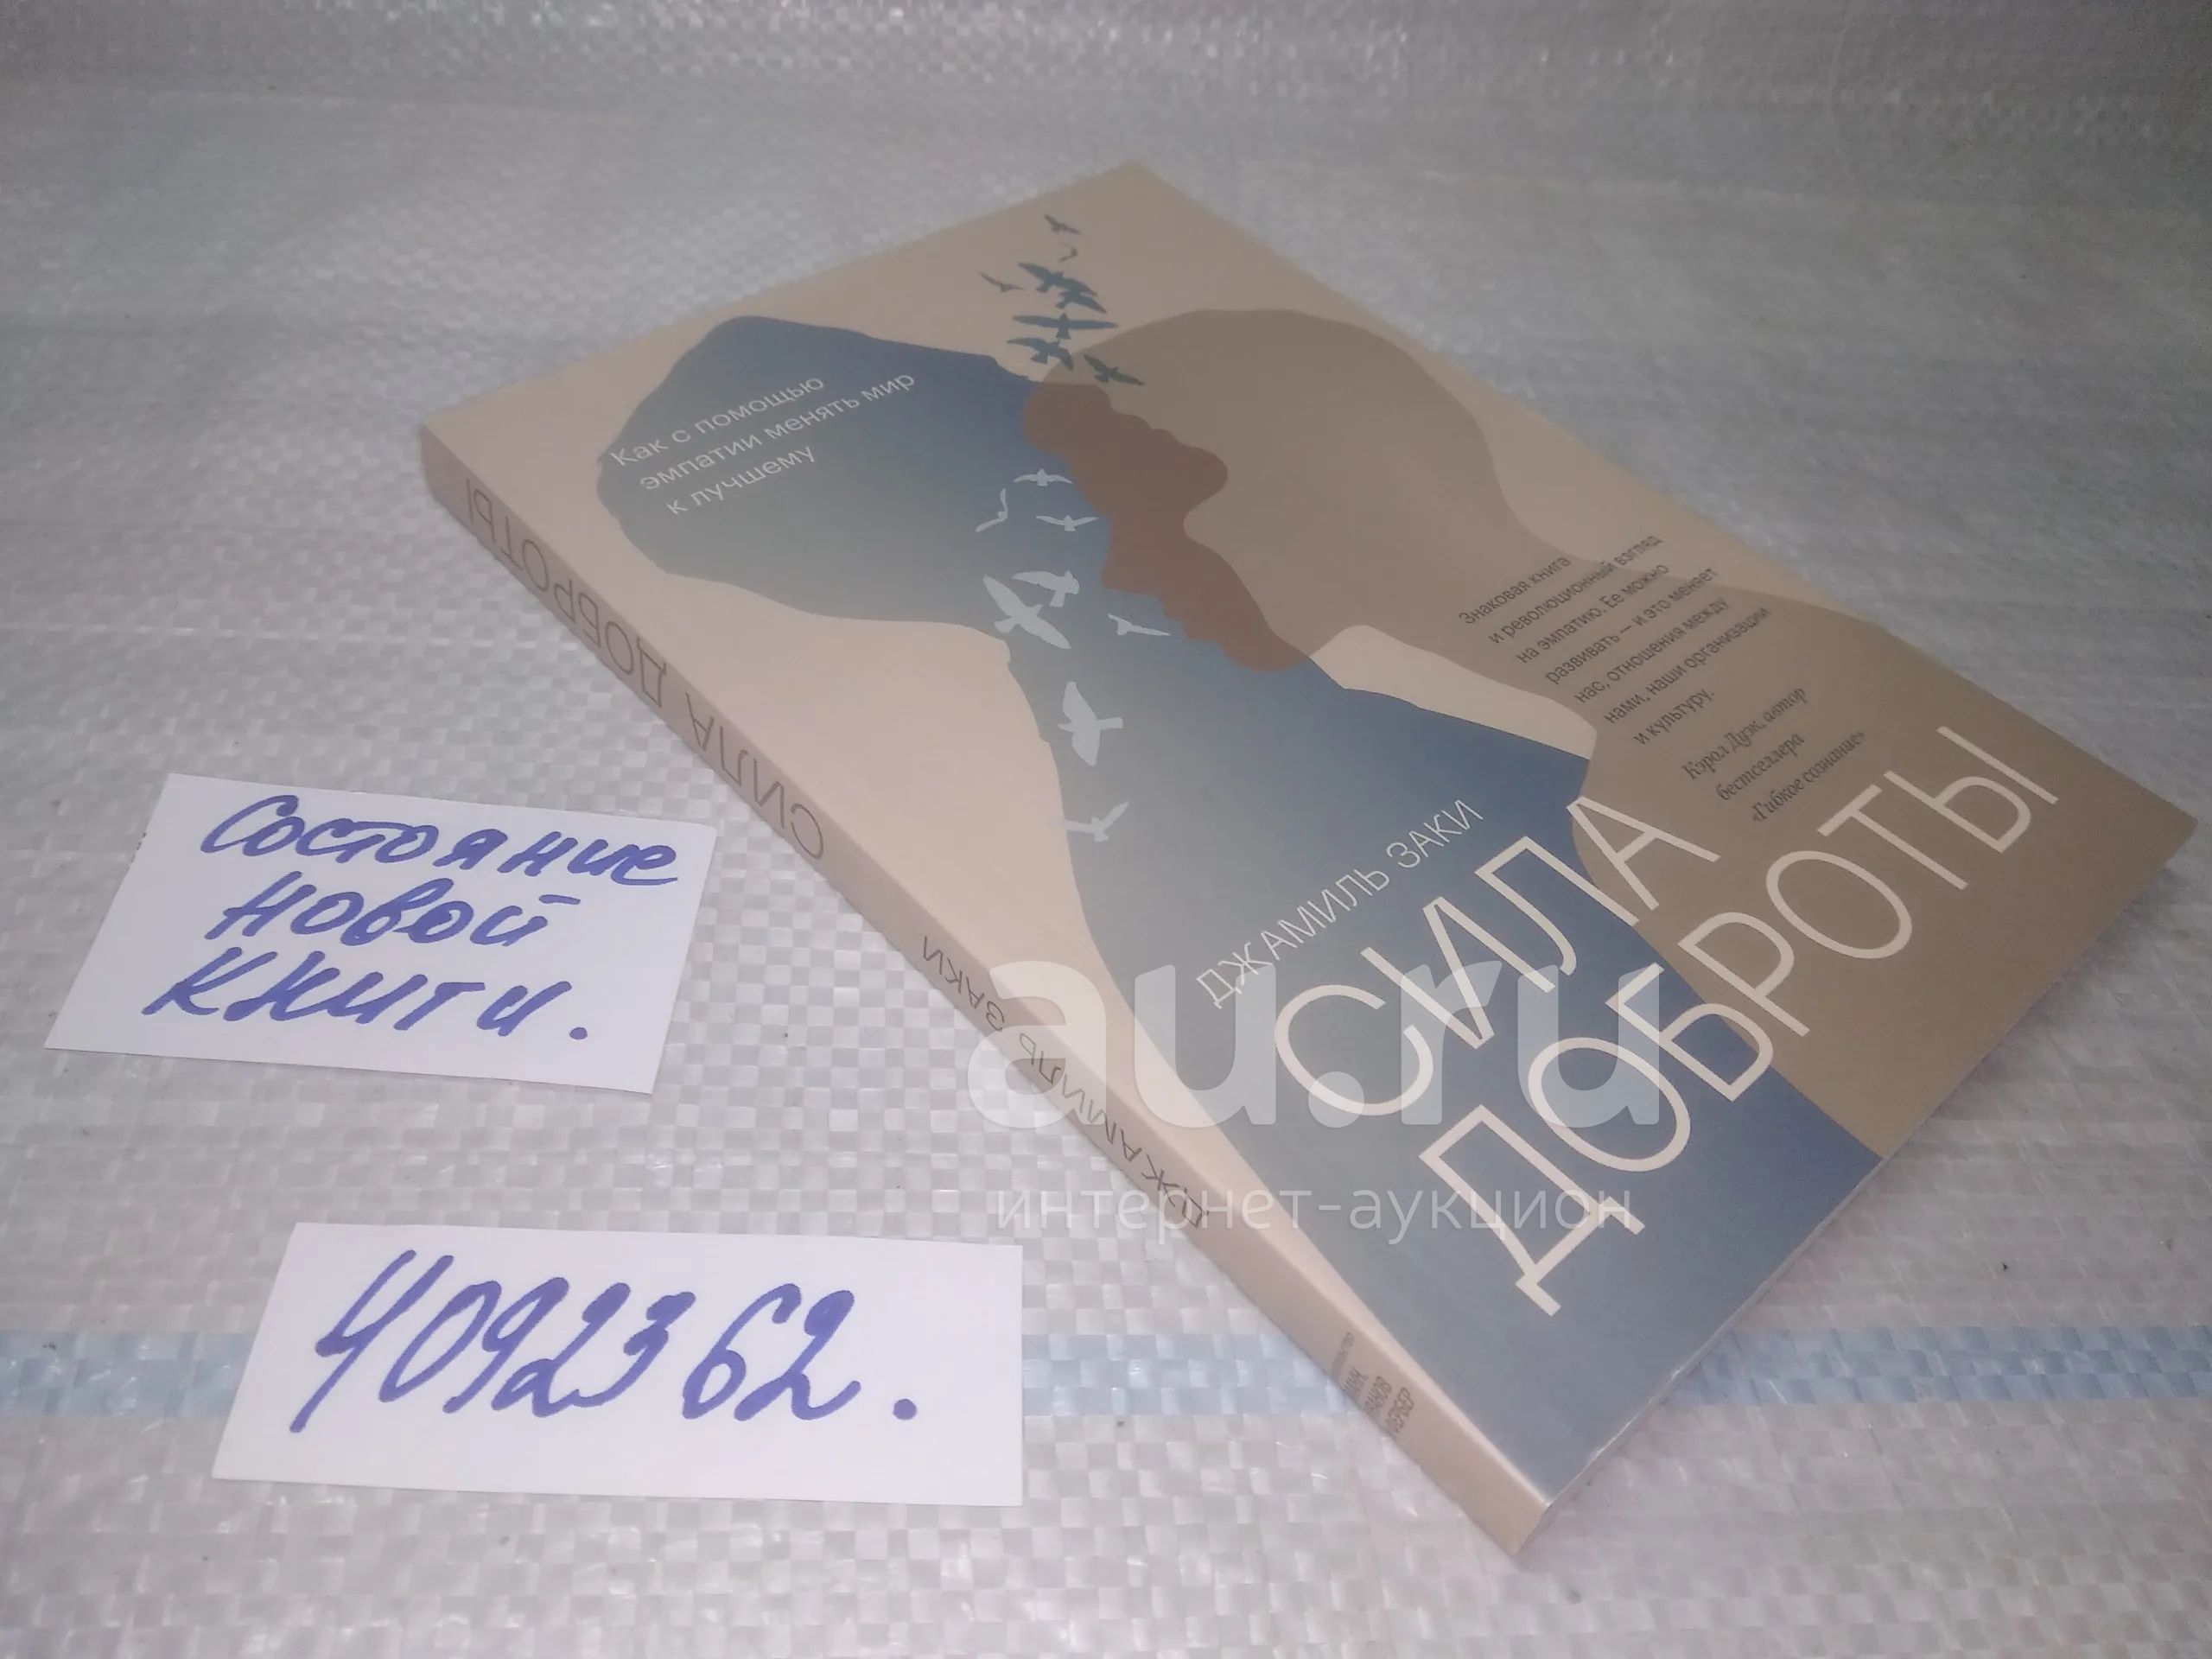 Как с помощью
эмпатии менять мир
к лучшему
Знаковая книга
и революционный взгляд
на эмпатию. Ее можно
развивать — и это меняет
нас, отношения между
нами, наши организации
и культуру.
Кэрол Дуэк, автор
бестселлера
«Гибкое сознание»
ДЖАМИЛЬ ЗАКИ
СИЛА
ДОБРОТЫ
ДЖАМИЛЬ ЗАКИ СИЛА ДОБРОТЫ
Состояние
новой
книги.
4092362.
au.ru
интернет-аукцион